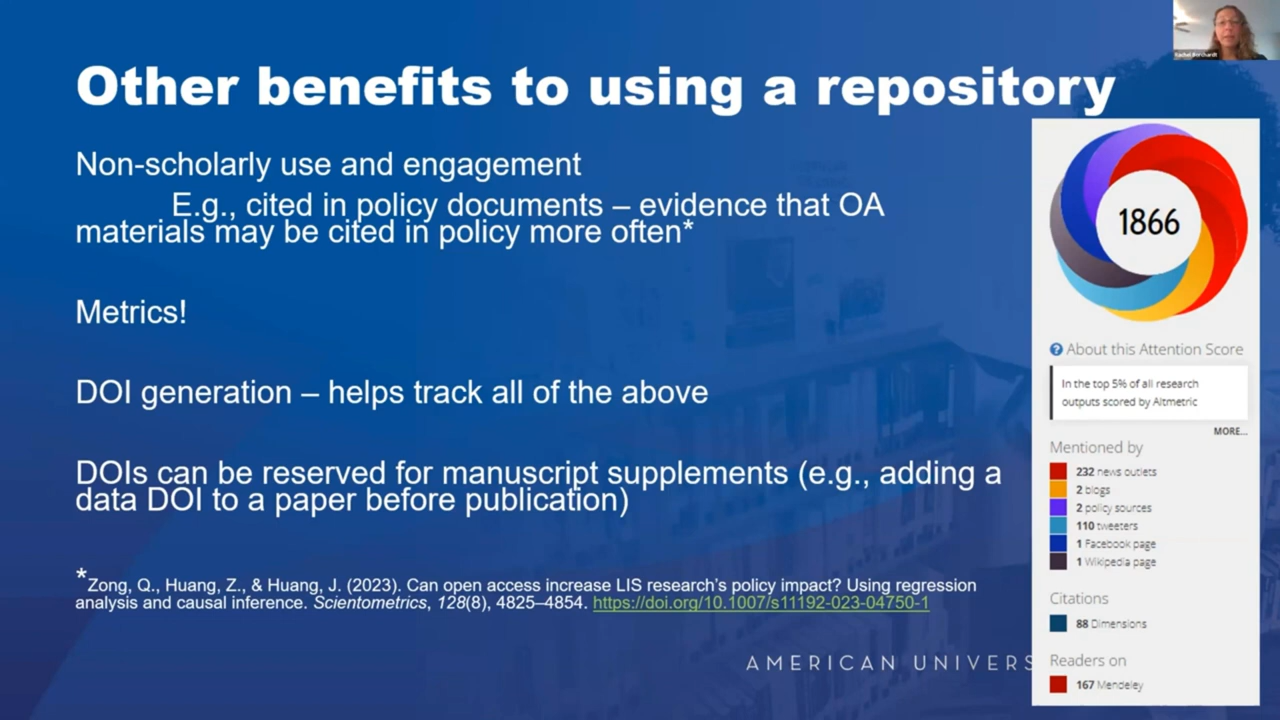 Rachel Borchardt
Other benefits to using a repository
Non-scholarly use and engagement
E.g., cited in policy documents – evidence that OA
materials may be cited in policy more often*
Metrics!
DOI generation – helps track all of the above
DOIs can be reserved for manuscript supplements (e.g., adding a
data DOI to a paper before publication)
*Zong, Q., Huang, Z., & Huang, J. (2023). Can open access increase LIS research's policy impact? Using regression
analysis and causal inference. Scientometrics, 128(8), 4825–4854. https://doi.org/10.1007/s11192-023-04750-1
AMERICAN UNIVERS
1866
? About this Attention Score
In the top 5% of all research
outputs scored by Altmetric
MORE...
Mentioned by
232 news outlets
2 blogs
2 policy sources
110 tweeters
1 Facebook page
1 Wikipedia page
Citations
88 Dimensions
Readers on
167 Mendeley